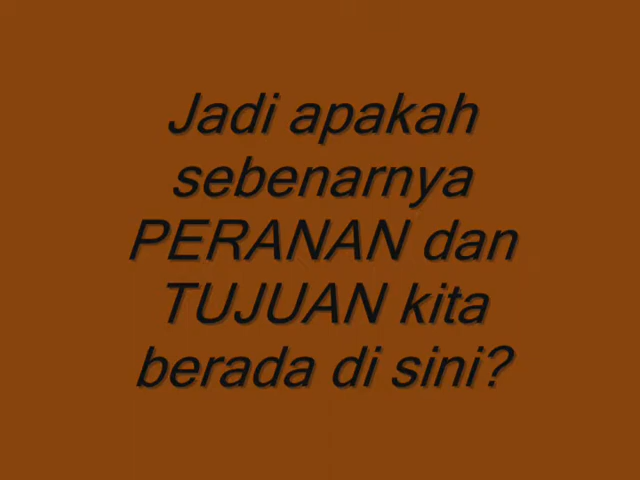 Jadi apakah
sebenarnya
PERANAN dan
TUJUAN kita
berada di sini?